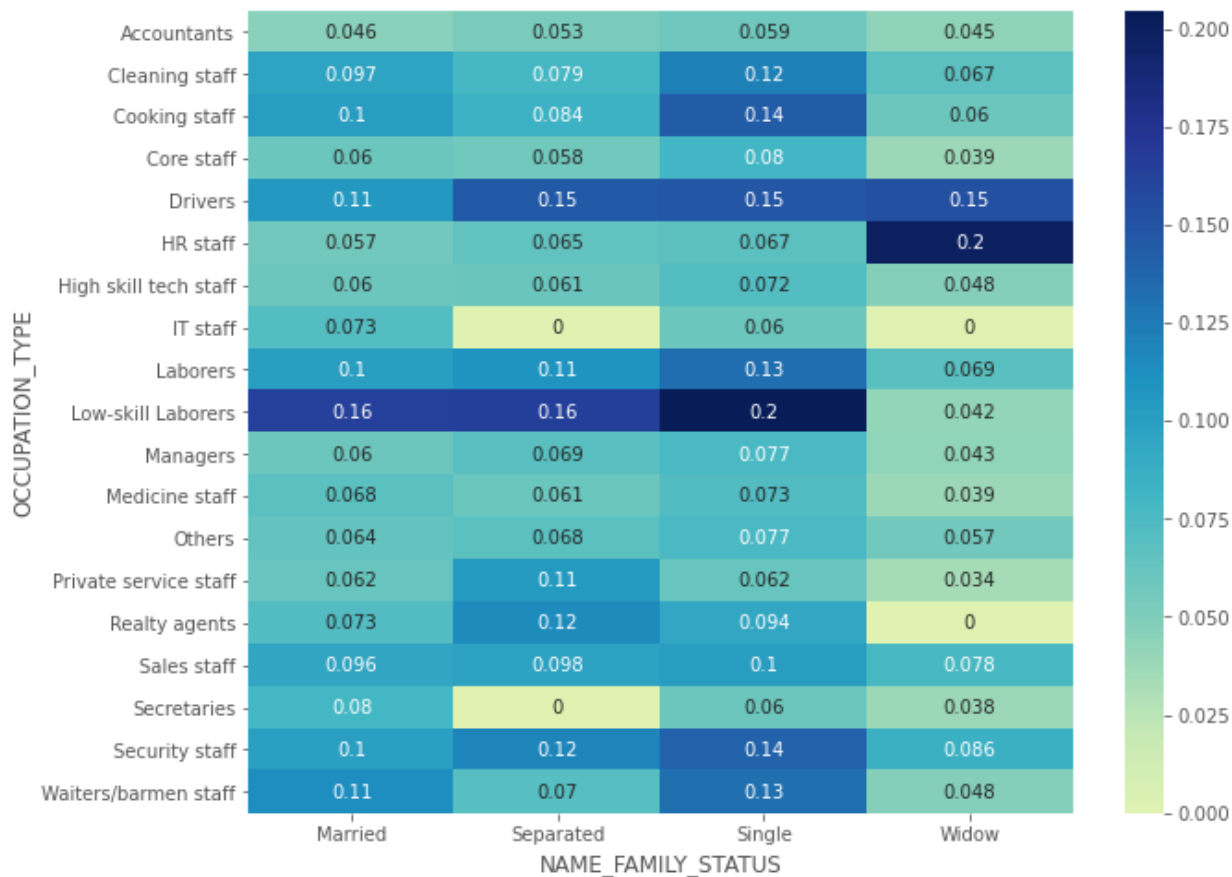 Accountants 0.046 0.053 0.059 0.045
Cleaning staff 0.097 0.079 0.12 0.067
Cooking staff 0.1 0.084 0.14 0.06
Core staff 0.06 0.058 0.08 0.039
Drivers 0.11 0.15 0.15 0.15
HR staff 0.057 0.065 0.067 0.2
High skill tech staff 0.06 0.061 0.072 0.048
IT staff 0.073 0 0.06 0
Laborers 0.1 0.11 0.13 0.069
Low-skill Laborers 0.16 0.16 0.2 0.042
Managers 0.06 0.069 0.077 0.043
Medicine staff 0.068 0.061 0.073 0.039
Others 0.064 0.068 0.077 0.057
Private service staff 0.062 0.11 0.062 0.034
Realty agents 0.073 0.12 0.094 0
Sales staff 0.096 0.098 0.1 0.078
Secretaries 0.08 0 0.06 0.038
Security staff 0.1 0.12 0.14 0.086
Waiters/barmen staff 0.11 0.07 0.13 0.048
Married Separated Single Widow
NAME_FAMILY_STATUS
OCCUPATION_TYPE
0.200
0.175
0.150
0.125
0.100
0.075
0.050
0.025
0.000